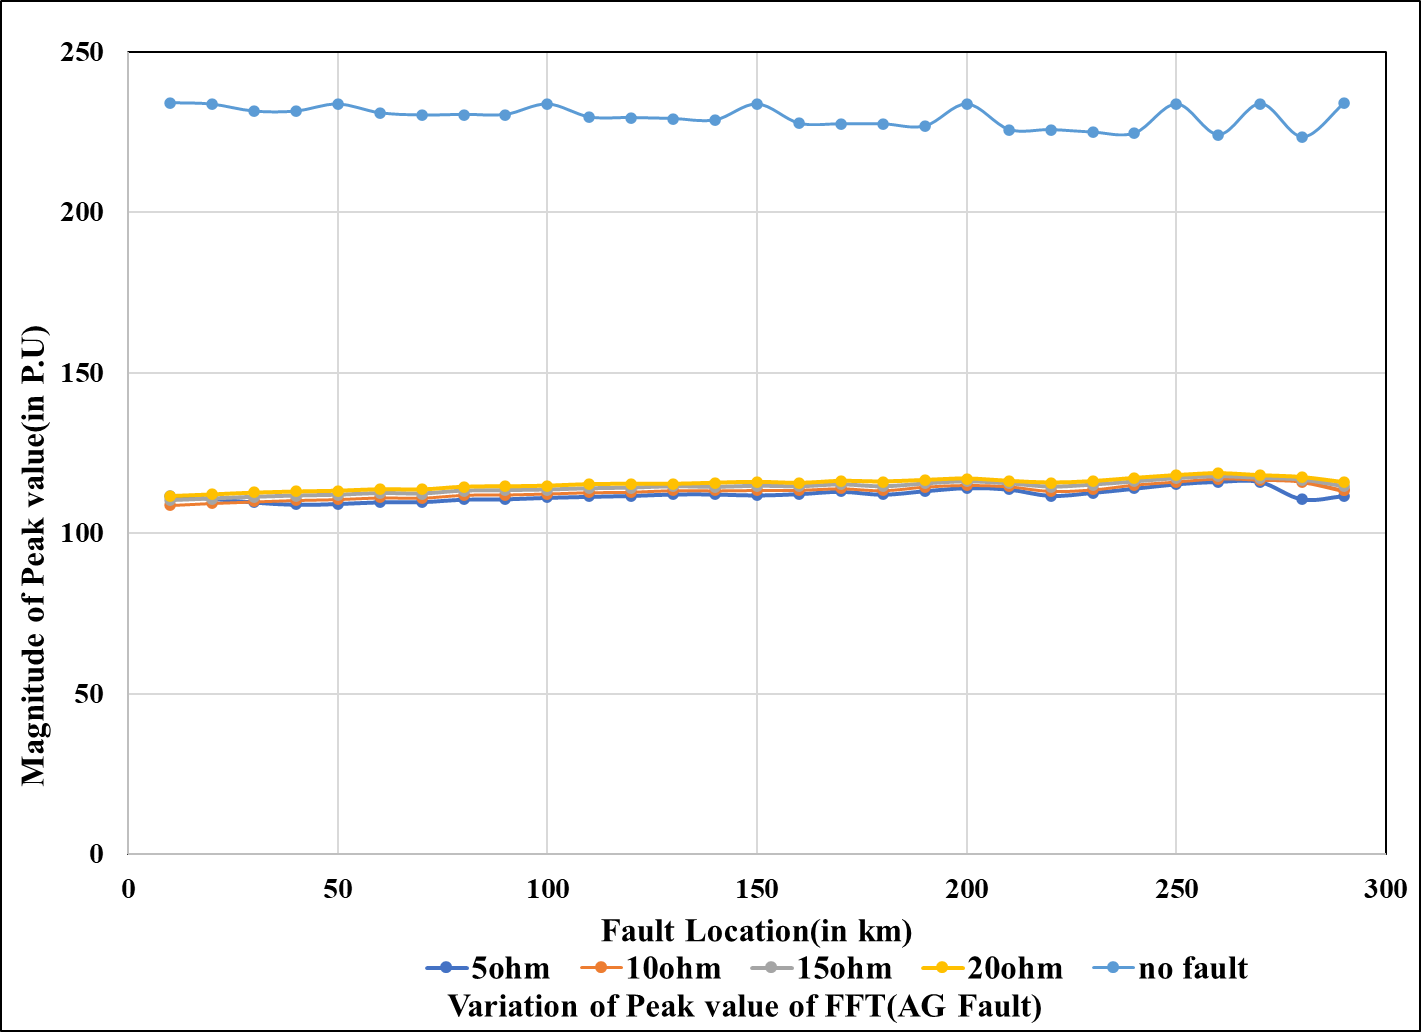 250
200
150
100
50
0
Magnitude of Peak value(in P.U)
0 50 100 150 200 250 300
Fault Location(in km)
5ohm 10ohm 15ohm 20ohm no fault
Variation of Peak value of FFT(AG Fault)